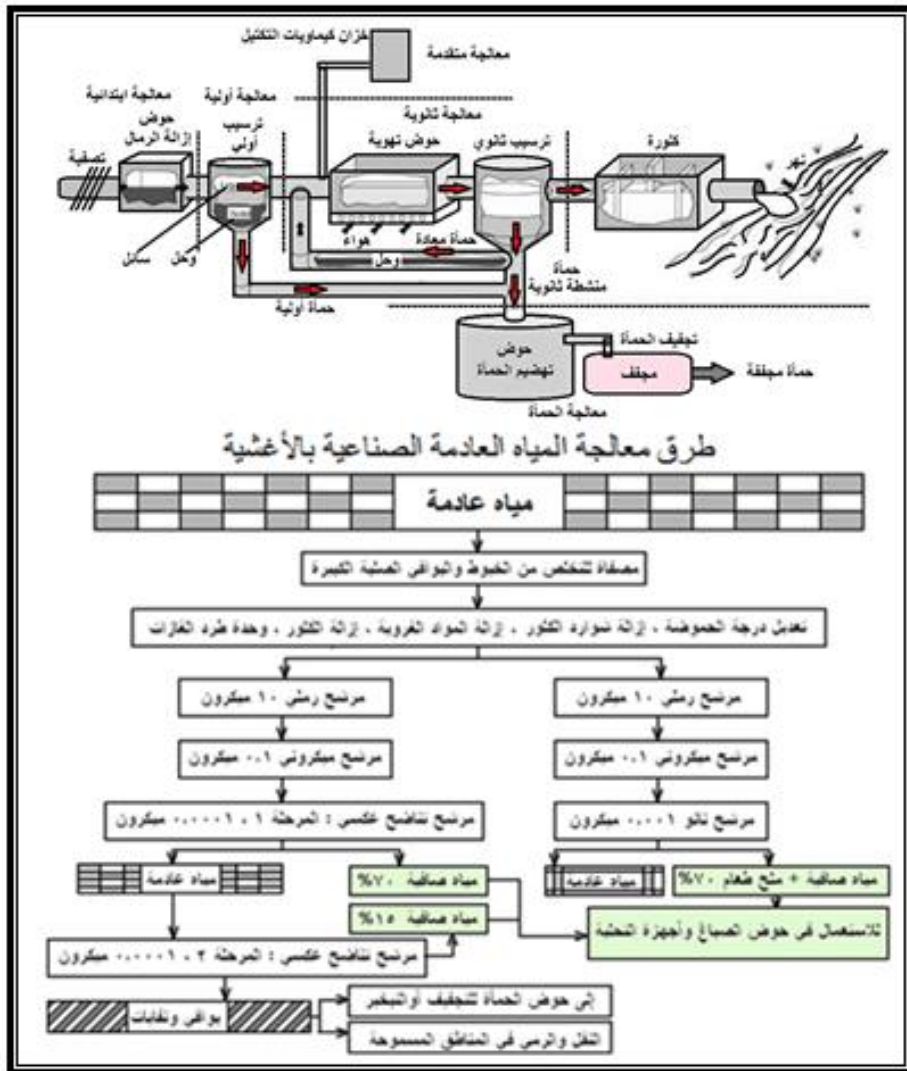 خزان كيماويات التكتيل
معالجة متقدمة
معالجة ابتدائية
معالجة أولية
معالجة ثانوية
حوض
إزالة الرمال
ترسيب
أولي
حوض تهوية
ترسيب ثانوي
كلورة
تصفية
نهر
هواء
حمأة معادة
وحل
سائل
وحل
حمأة
منشطة ثانوية
حمأة أولية
حوض
تهضيم الحمأة
تجفيف الحمأة
مجفف
حمأة مجففة
معالجة الحمأة
طرق معالجة المياه العادمة الصناعية بالأغشية
مياه عادمة
مصفاة للتخلص من الخيوط والبواقي الصلبة الكبيرة
تعديل درجة الحموضة ، إزالة شوارد الكلور ، إزالة المواد الغروية ، إزالة الكلور ، وحدة طرد الغازات
مرشح رملي ١٠ ميكرون
مرشح رملي ١٠ ميكرون
مرشح ميكروني ٠.١ ميكرون
مرشح ميكروني ٠.١ ميكرون
مرشح نانو ٠.٠٠١ ميكرون
مرشح تناضح عكسي : المرحلة ١ ، ٠.٠٠٠١ ميكرون
مياه صافية + ملح طعام ٧٠%
مياه عادمة
مياه صافية ٧٠%
مياه عادمة
مياه صافية ١٥%
للاستعمال في حوض الصباغ وأجهزة التحلية
مرشح تناضح عكسي : المرحلة ٢ ، ٠.٠٠٠١ ميكرون
بواقي ونفايات
إلى حوض الحمأة للتجفيف أوالتبخير
النقل والرمي في المناطق المسموحة